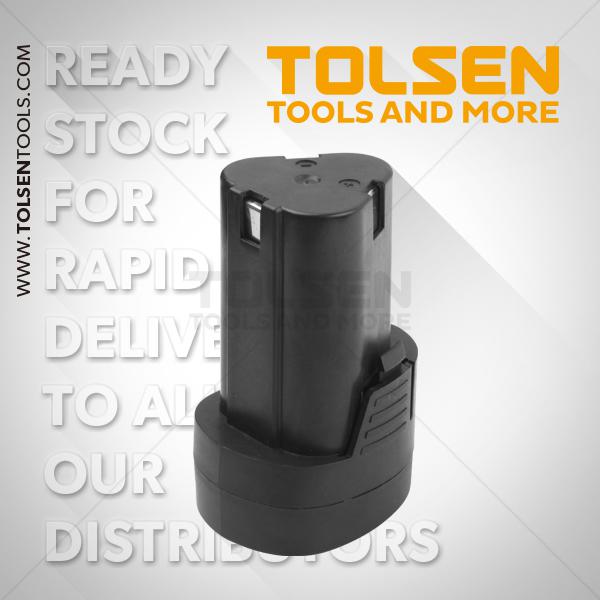 READY
STOCK
FOR
RAPID
DELIVE
TO AL
OUR
DISTRIBUTORS
TOLSEN
TOOLS AND MORE
WWW.TOLSENTOOLS.COM
TOLSEN
TOOLS AND MORE